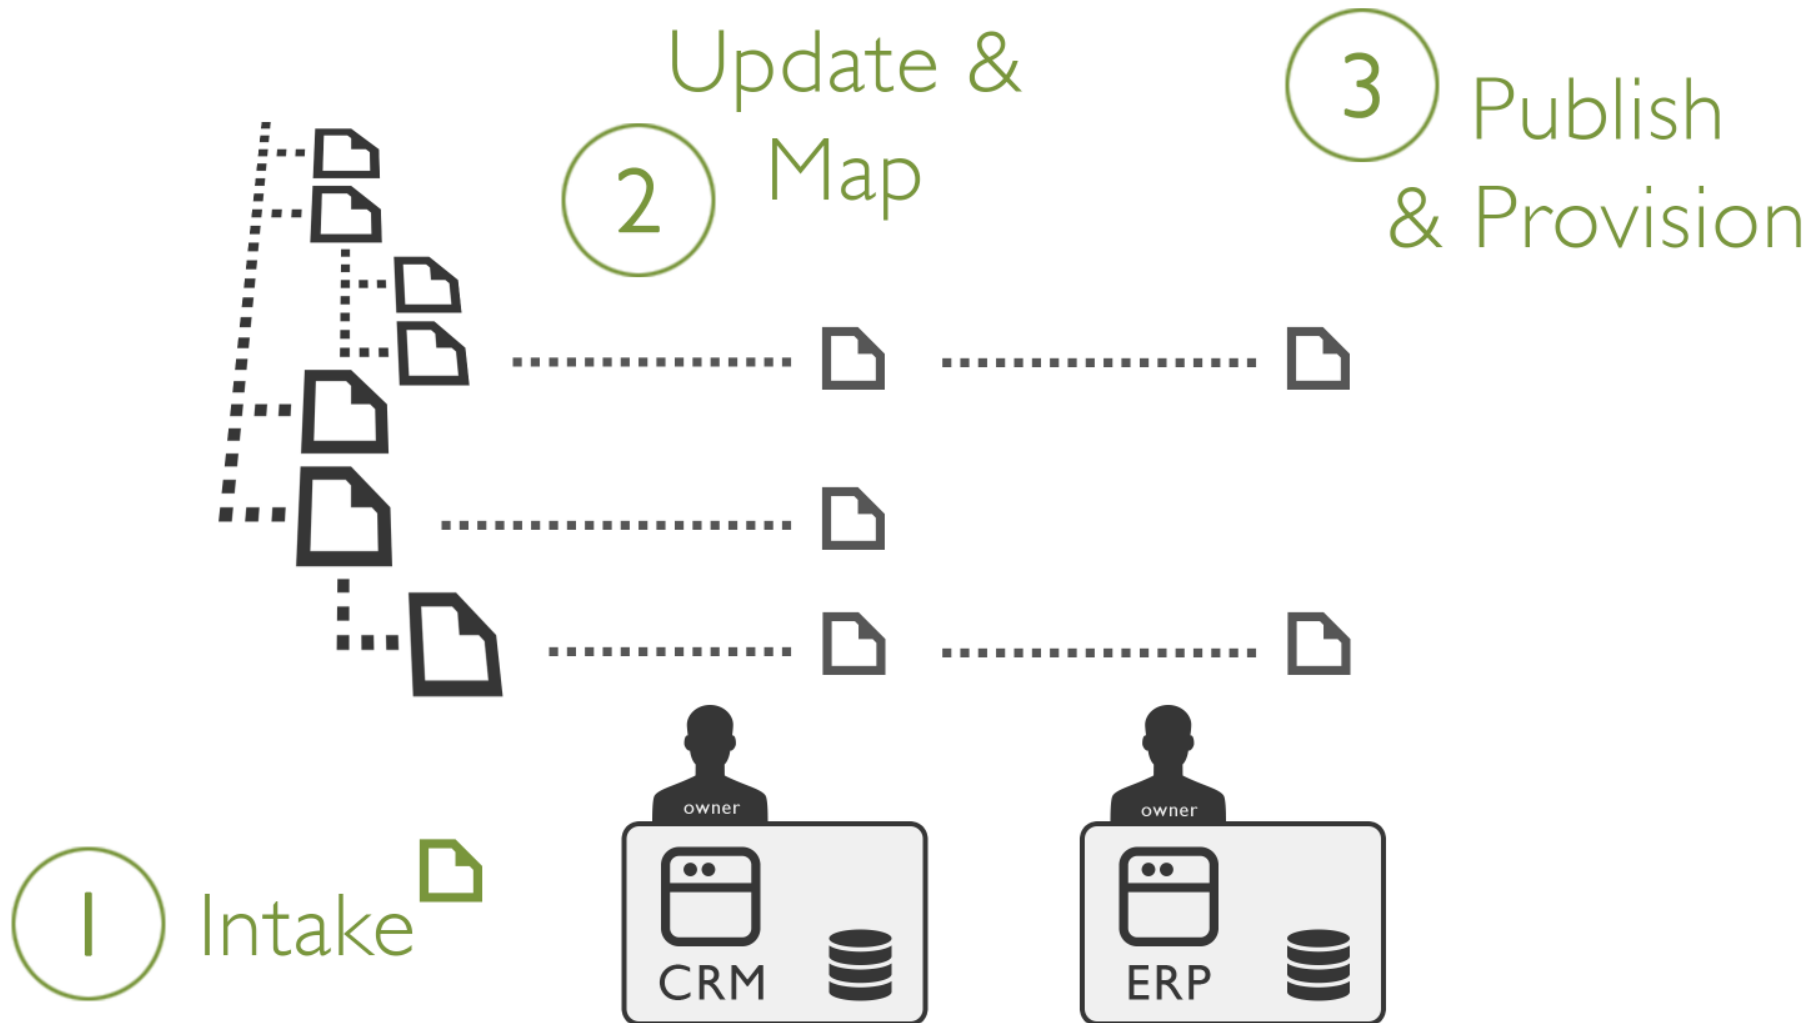 Update &
Map
2
3
Publish
& Provision
owner
owner
1
Intake
CRM
ERP